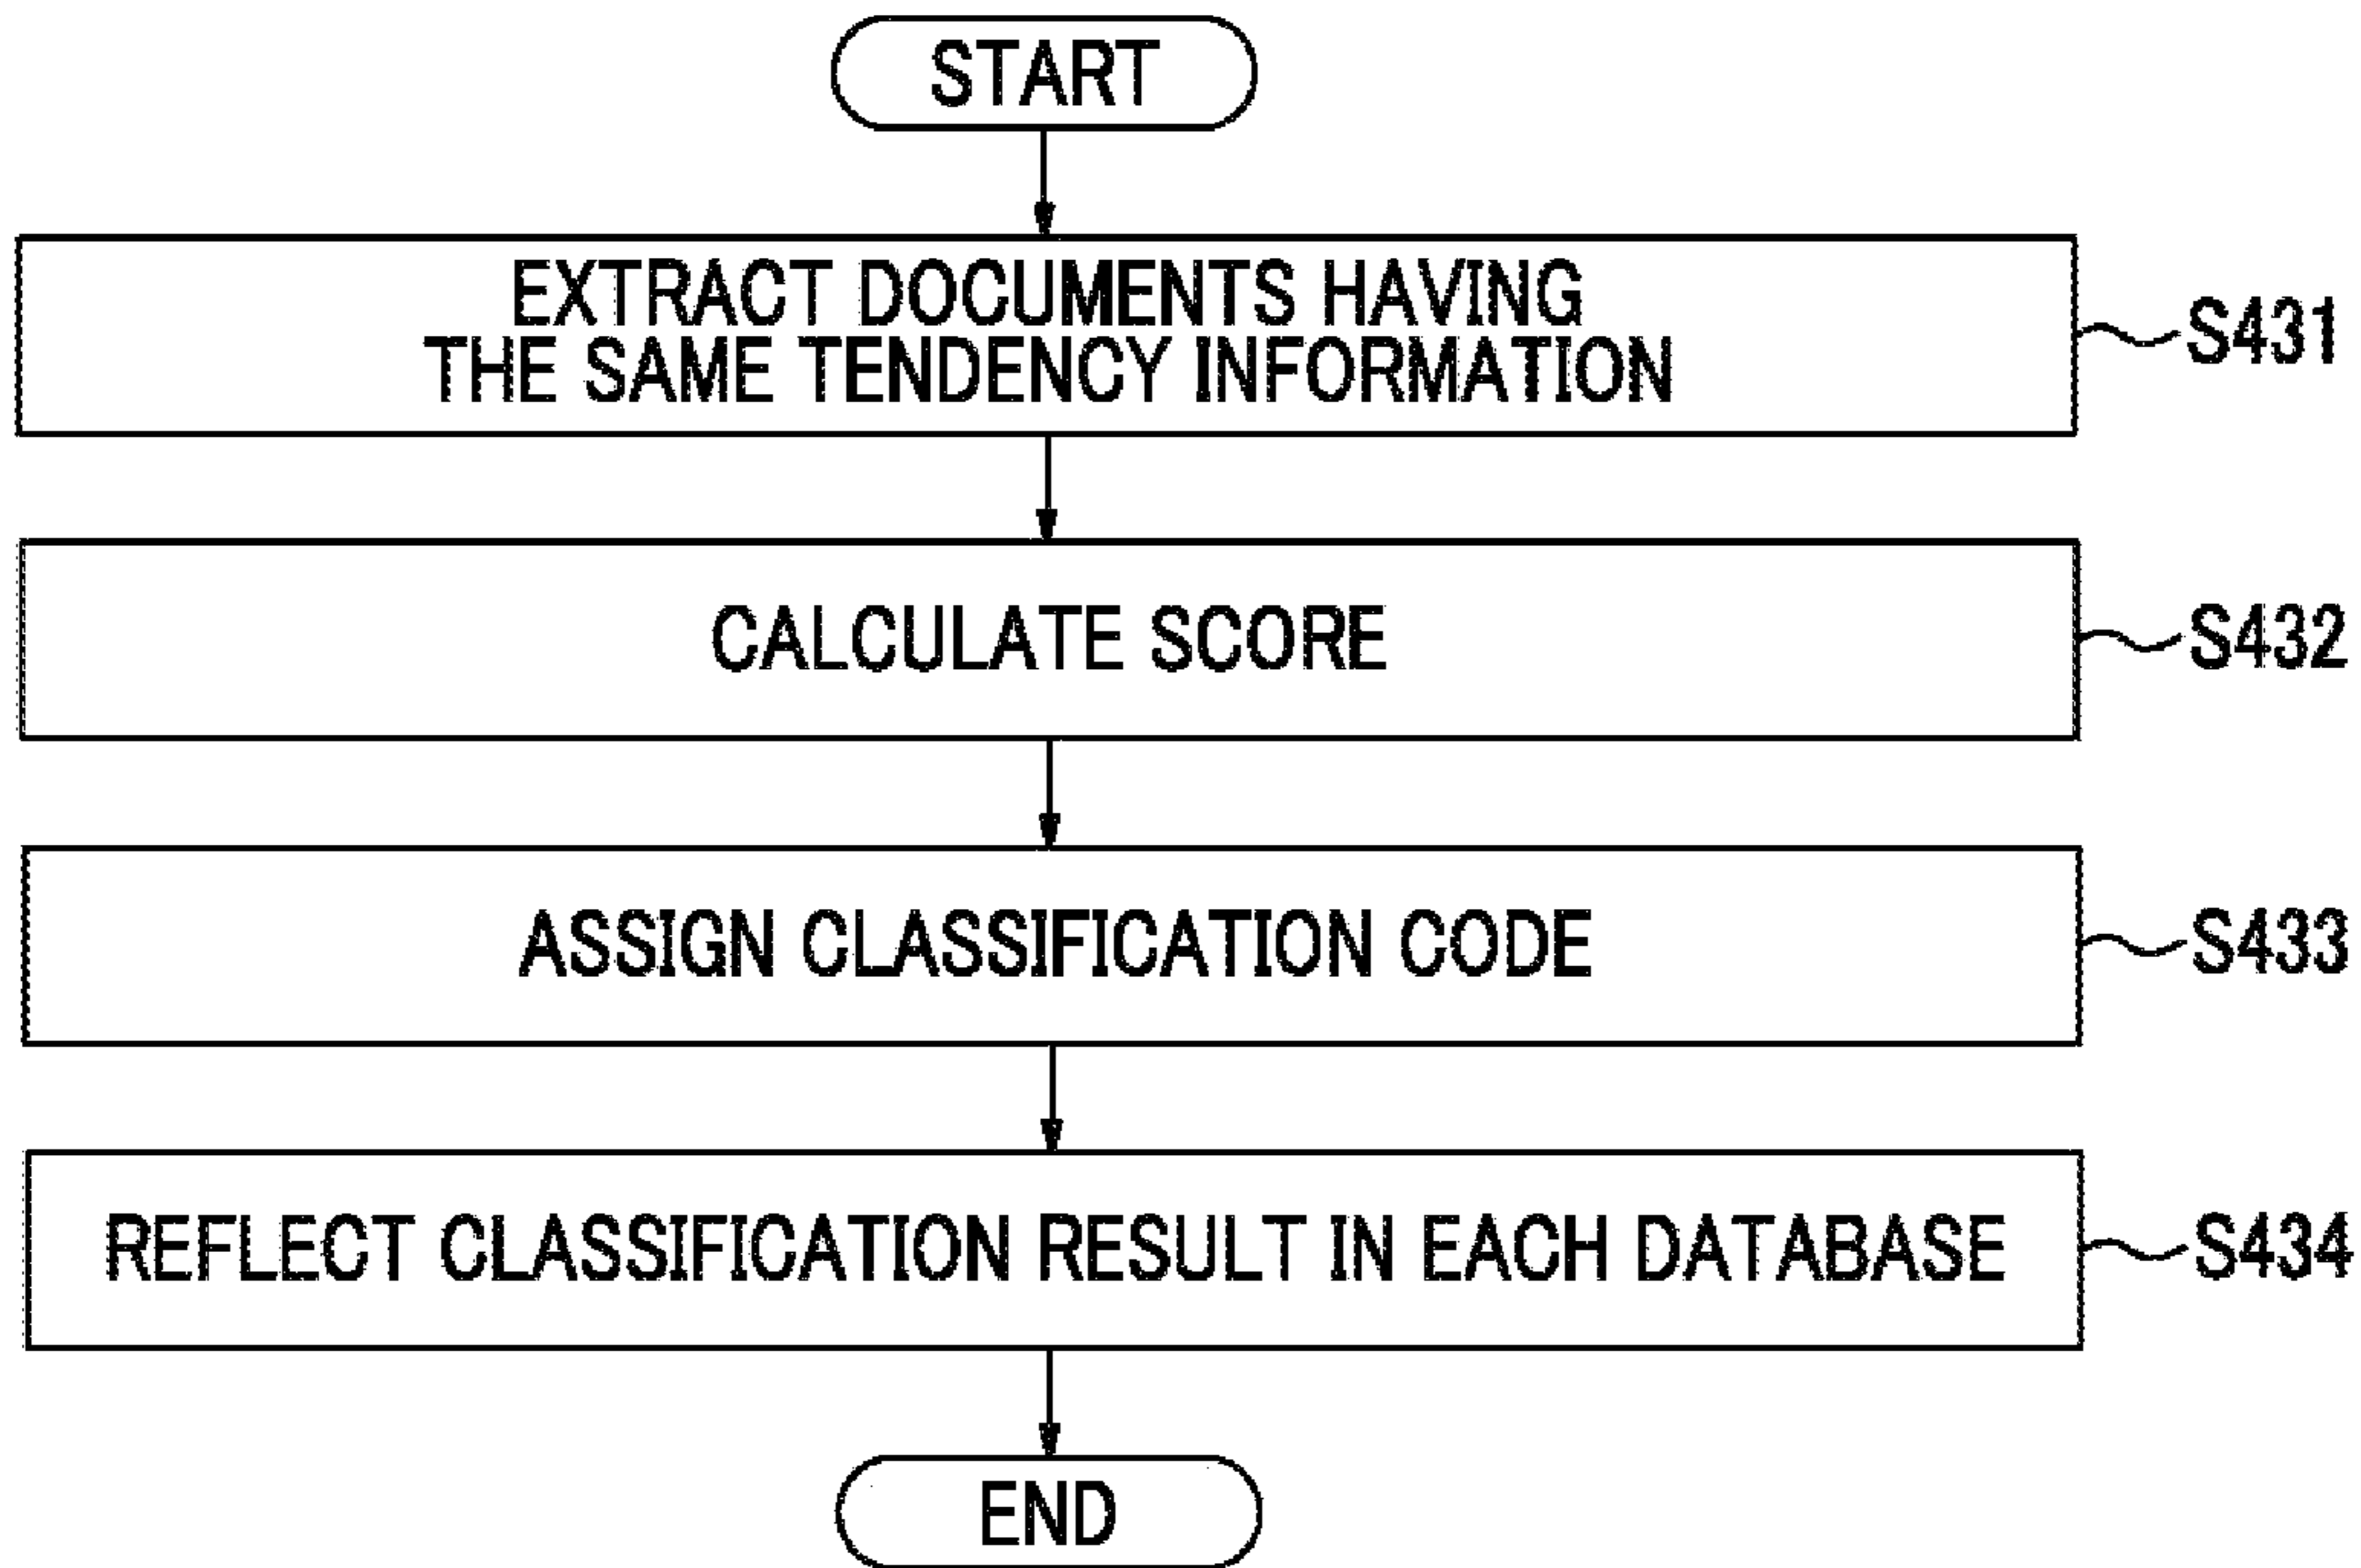 START
EXTRACT DOCUMENTS HAVING
THE SAME TENDENCY INFORMATION
S431
CALCULATE SCORE
S432
ASSIGN CLASSIFICATION CODE
S433
REFLECT CLASSIFICATION RESULT IN EACH DATABASE
S434
END